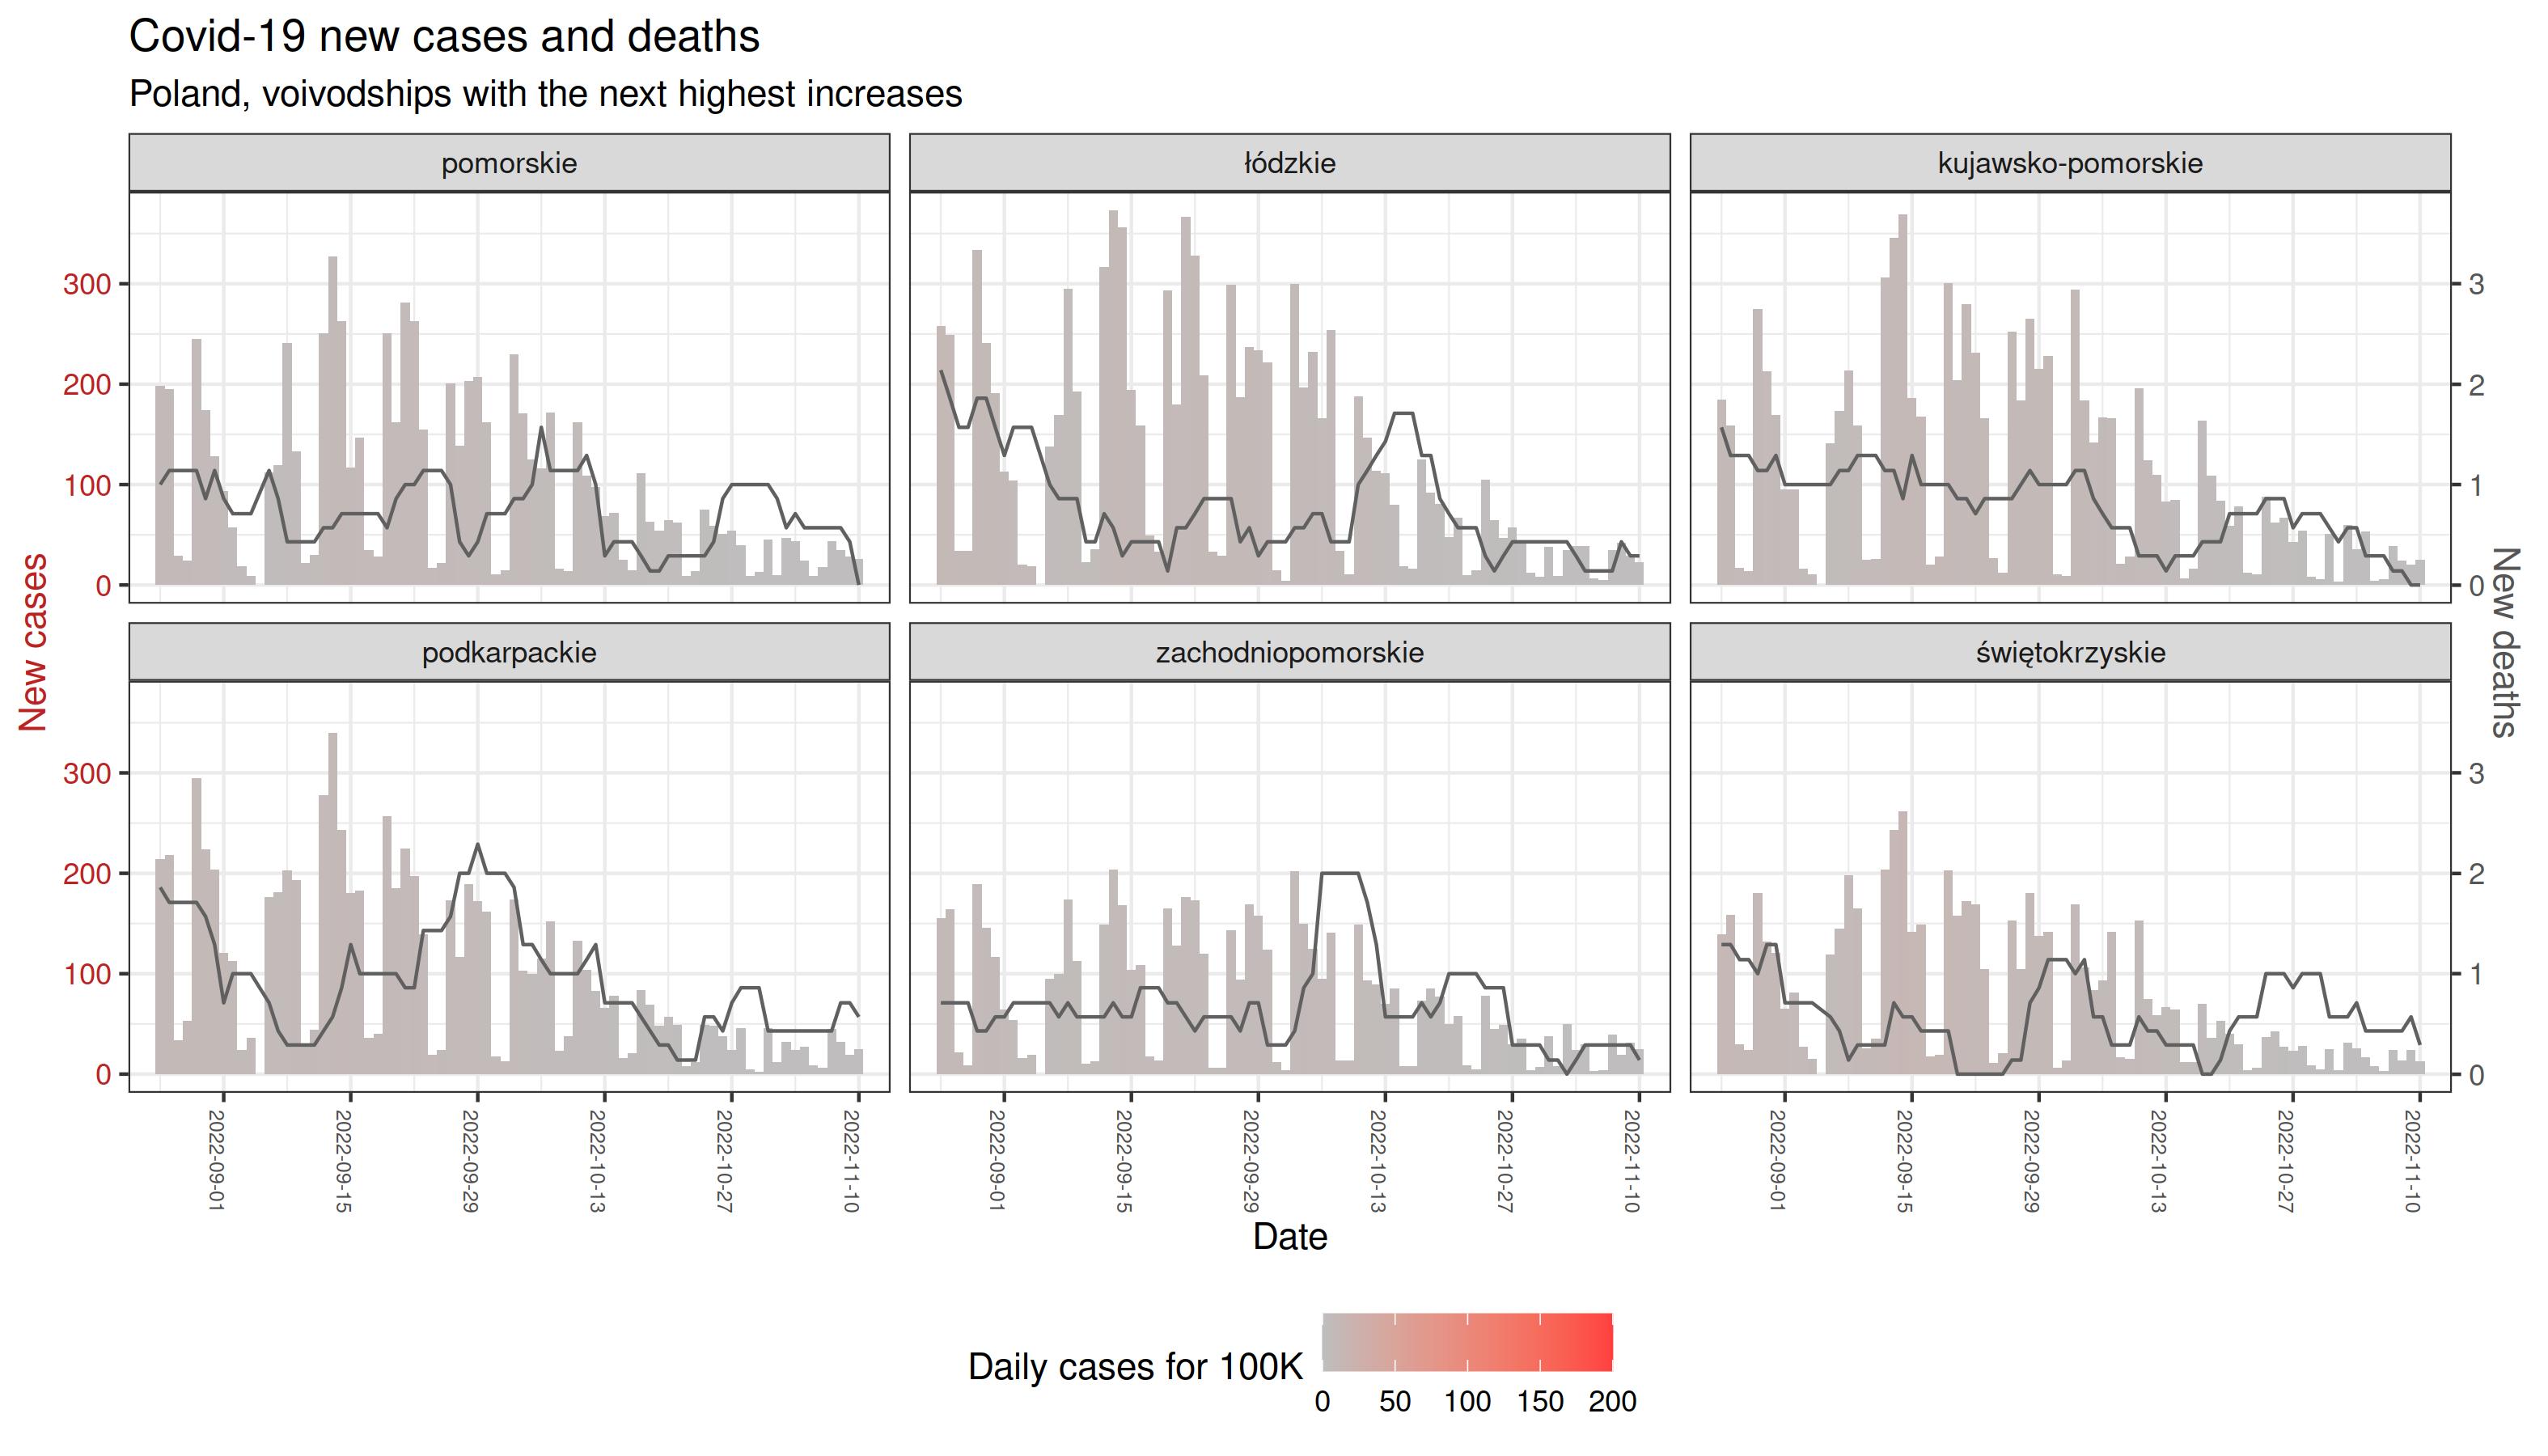 Covid-19 new cases and deaths
Poland, voivodships with the next highest increases
pomorskie
łódzkie
kujawsko-pomorskie
300
200
100
0
3
2
1
0
New cases
New deaths
podkarpackie
zachodniopomorskie
świętokrzyskie
300
200
100
0
3
2
1
0
2022-09-01
2022-09-15
2022-09-29
2022-10-13
2022-10-27
2022-11-10
2022-09-01
2022-09-15
2022-09-29
2022-10-13
2022-10-27
2022-11-10
2022-09-01
2022-09-15
2022-09-29
2022-10-13
2022-10-27
2022-11-10
Date
Daily cases for 100K
0 50 100 150 200